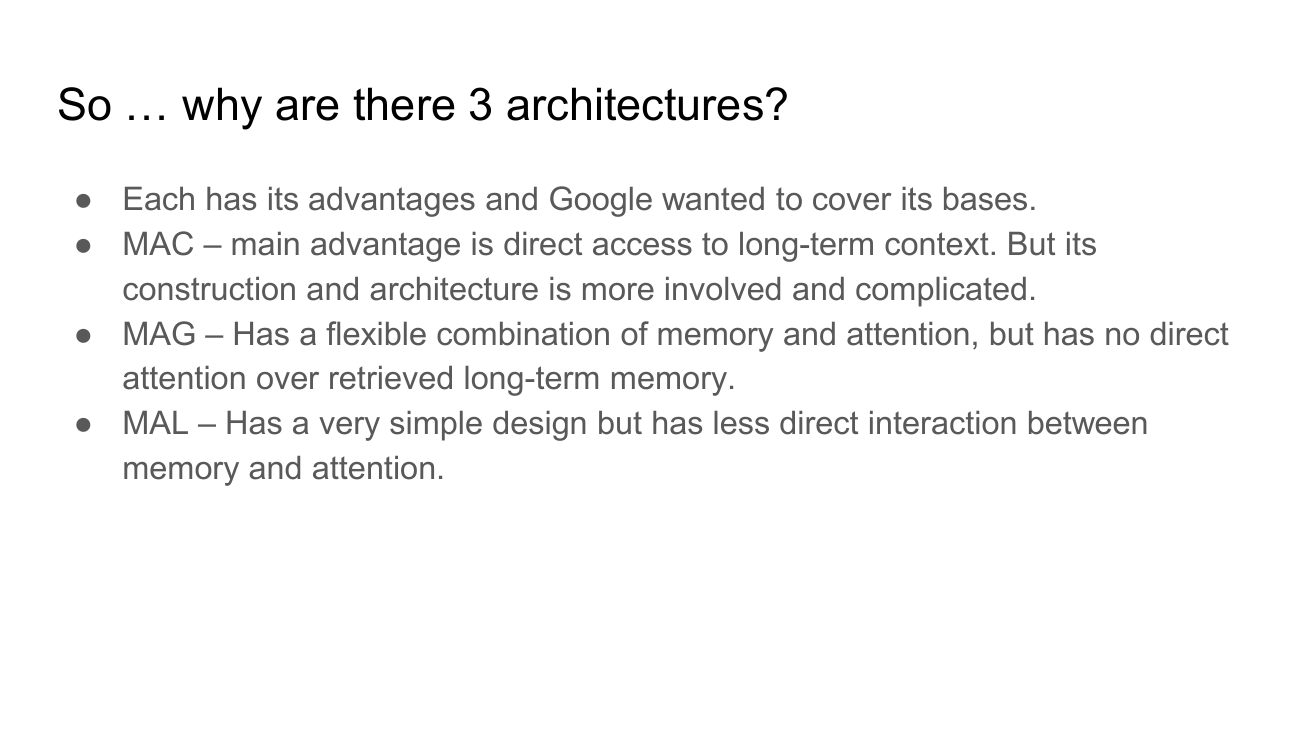 So … why are there 3 architectures?
● Each has its advantages and Google wanted to cover its bases.
● MAC – main advantage is direct access to long-term context. But its
construction and architecture is more involved and complicated.
● MAG – Has a flexible combination of memory and attention, but has no direct
attention over retrieved long-term memory.
● MAL – Has a very simple design but has less direct interaction between
memory and attention.